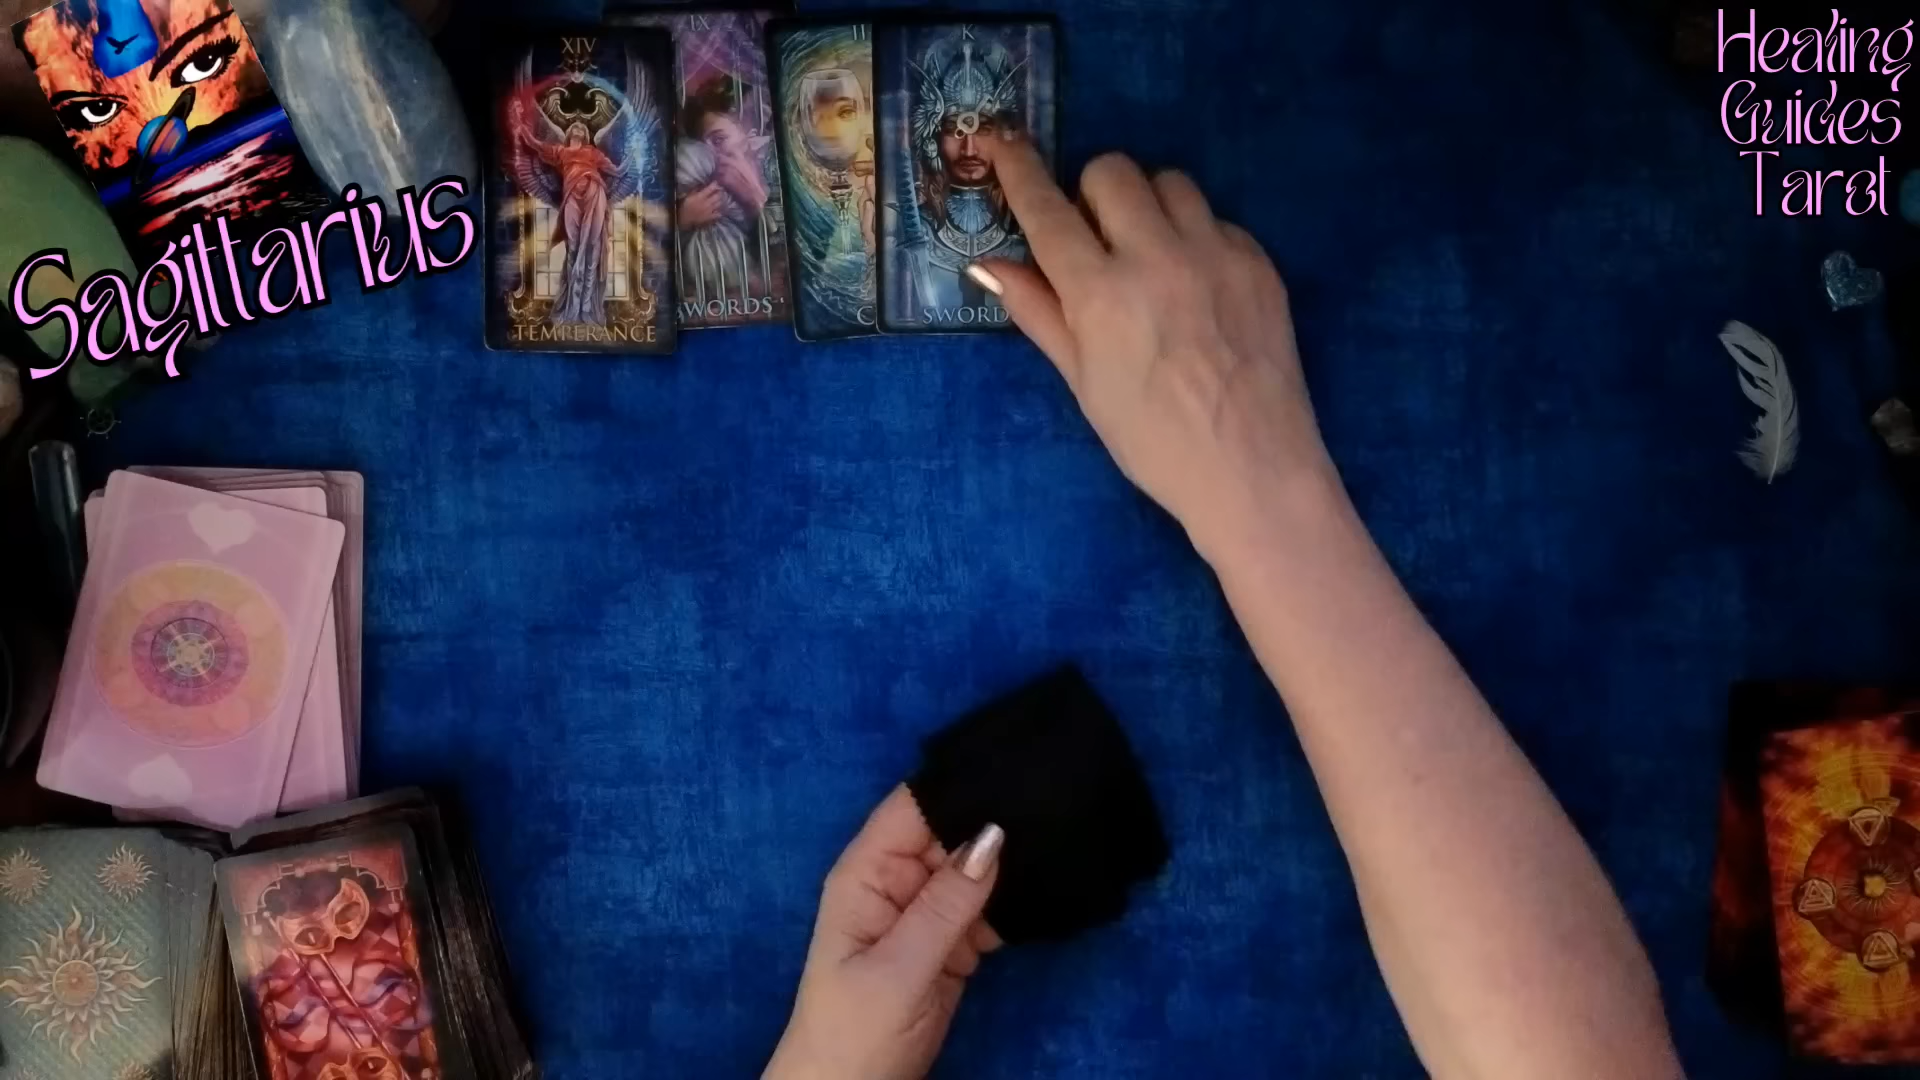 Sagittarius
Healing
Guides
Tarot
XIV
TEMPERANCE
IX
SWORDS
II
C
K
SWORD